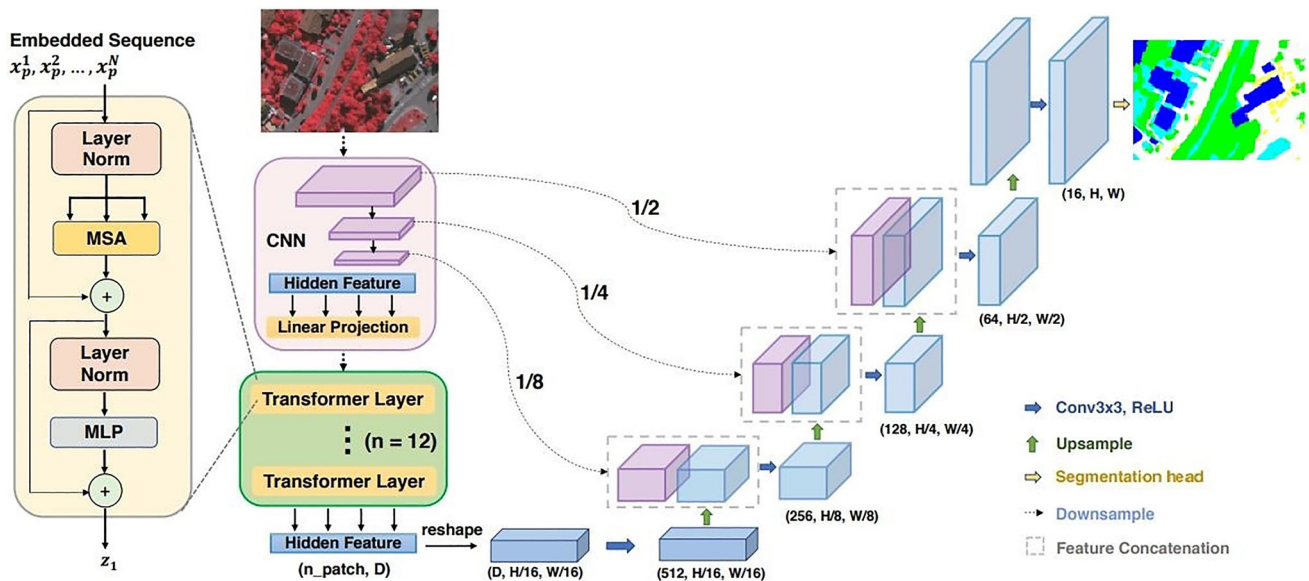 Embedded Sequence
x_p^1, x_p^2, ..., x_p^N
Layer
Norm
MSA
+
Layer
Norm
MLP
+
z_1
CNN
Hidden Feature
Linear Projection
Transformer Layer
(n = 12)
Transformer Layer
Hidden Feature
(n_patch, D)
reshape
(D, H/16, W/16)
(512, H/16, W/16)
1/2
1/4
1/8
(256, H/8, W/8)
(128, H/4, W/4)
(64, H/2, W/2)
(16, H, W)
Conv3x3, ReLU
Upsample
Segmentation head
Downsample
Feature Concatenation